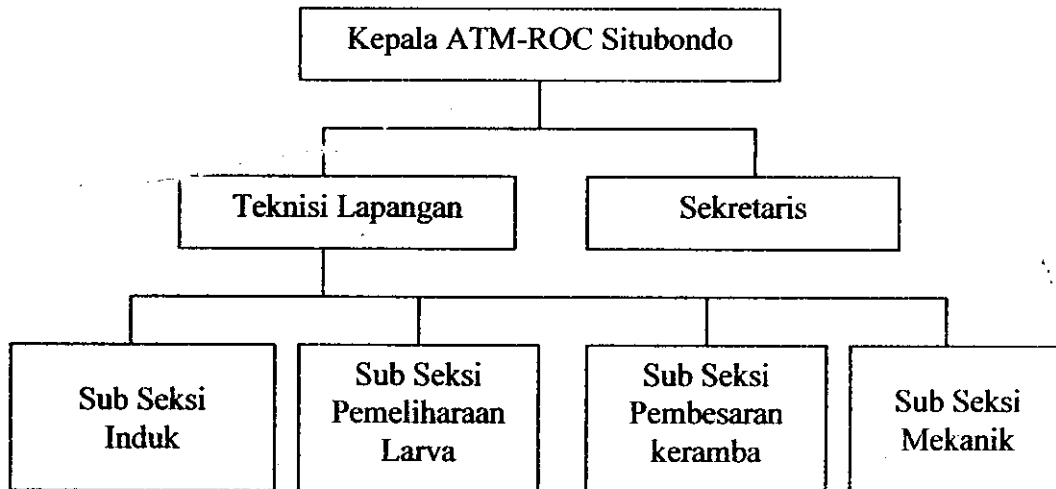 Kepala ATM-ROC Situbondo
Teknisi Lapangan
Sekretaris
Sub Seksi
Induk
Sub Seksi
Pemeliharaan
Larva
Sub Seksi
Pembesaran
keramba
Sub Seksi
Mekanik